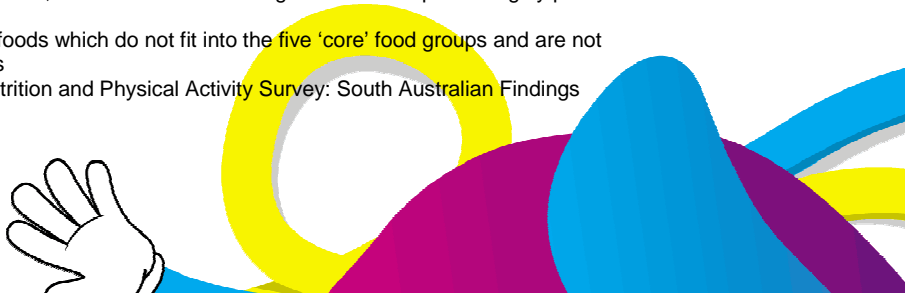 foods which do not fit into the five ‘core’ food groups and are not
s
trition and Physical Activity Survey: South Australian Findings